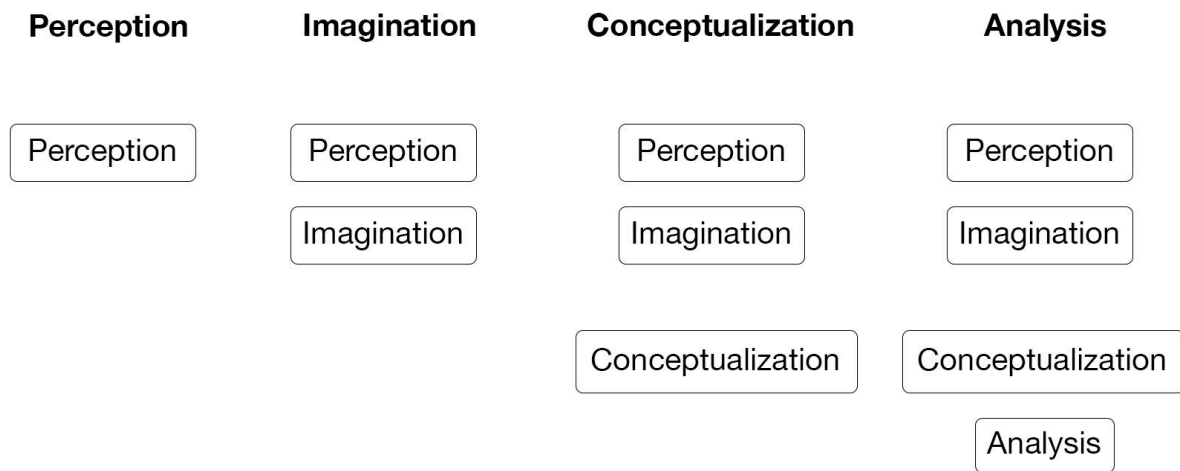 Perception Imagination Conceptualization Analysis
Perception Perception Perception Perception
Imagination Imagination Imagination
Conceptualization Conceptualization
Analysis